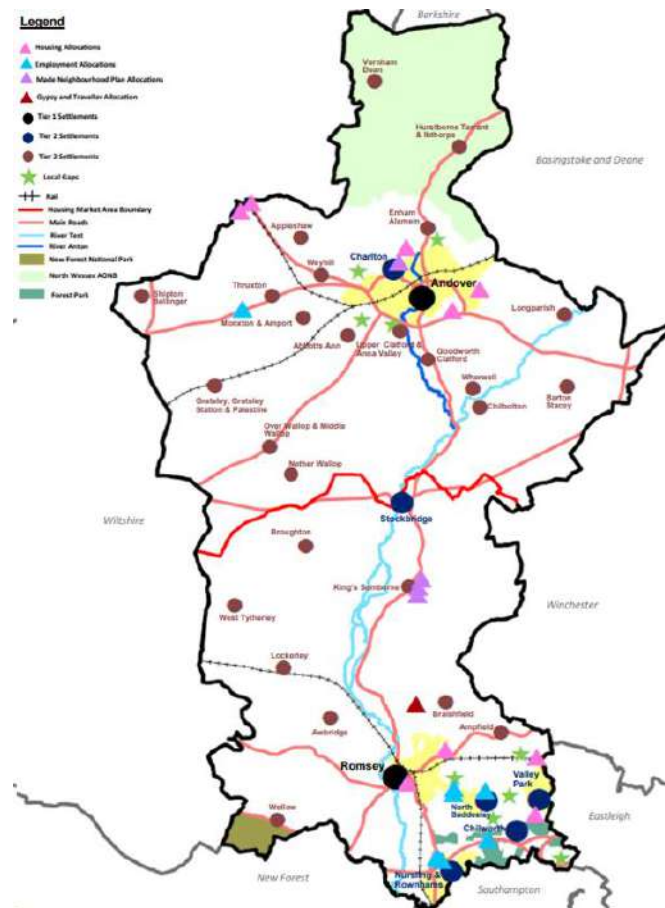 Legend
Housing Allocations
Employment Allocations
Made Neighbourhood Plan Allocations
Gypsy and Traveller Allocation
Tier 1 Settlements
Tier 2 Settlements
Tier 3 Settlements
Local Gaps
Rail
Housing Market Area Boundary
Main Roads
River Test
River Anton
New Forest National Park
North Wessex AONB
Forest Park
Berkshire
Vernham
Dean
Hurstbourne Tarrant
& Ibthorpe
Basingstoke and Deane
Enham
Alamein
Appleshaw
Charlton
Weyhill
Andover
Shipton
Bellinger
Thruxton
Monxton & Amport
Abbotts Ann
Upper Clatford &
Anna Valley
Longparish
Goodworth
Clatford
Wherwell
Chilbolton
Barton
Stacey
Grateley, Grateley
Station & Palestine
Over Wallop & Middle
Wallop
Nether Wallop
Wiltshire
Stockbridge
Broughton
King's Somborne
Winchester
West Tytherley
Lockerley
Braishfield
Ampfield
Awbridge
Romsey
Valley
Park
North
Baddesley
Eastleigh
Wellow
Chilworth
Nursling &
Rownhams
New Forest
Southampton